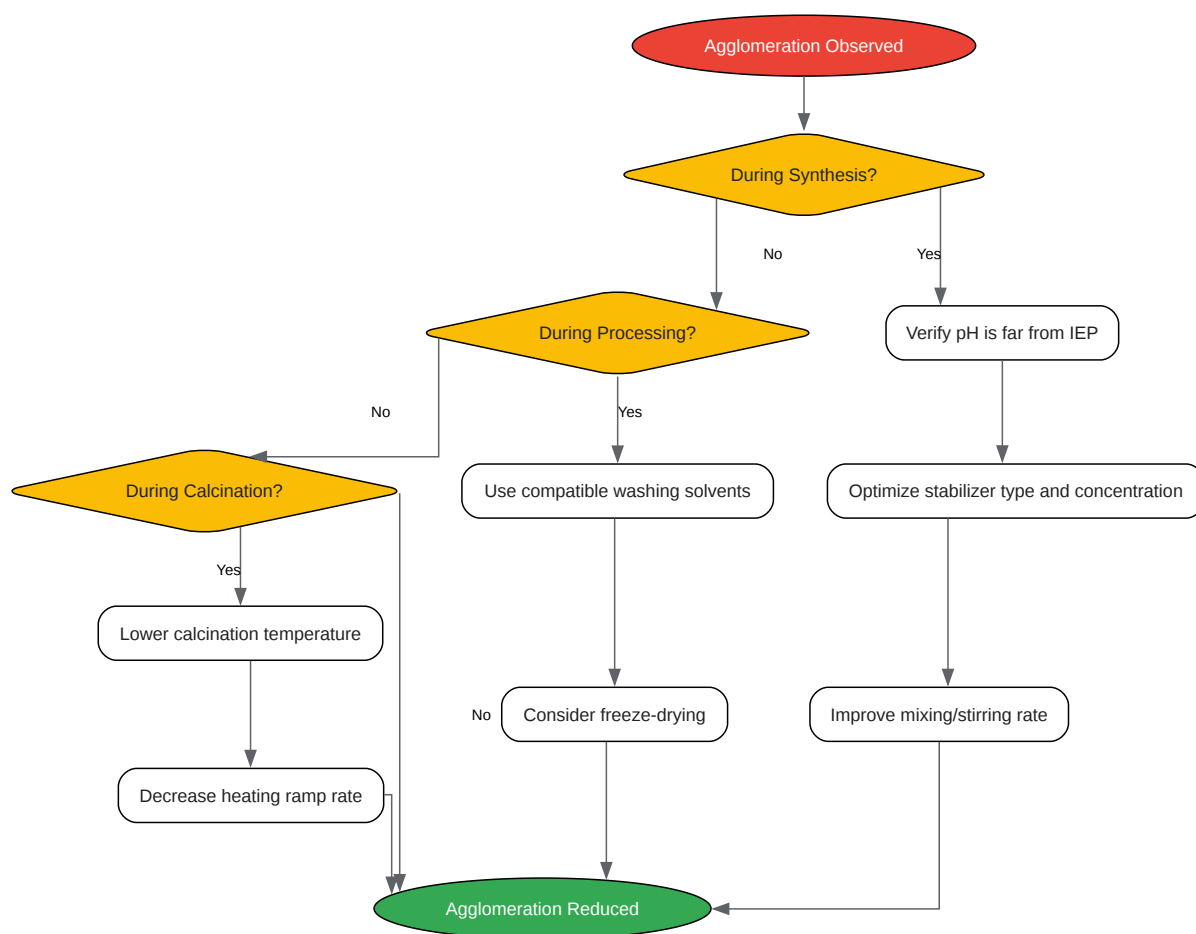 Agglomeration Observed
During Synthesis?
No
Yes
During Processing?
Verify pH is far from IEP
No
Yes
During Calcination?
Use compatible washing solvents
Optimize stabilizer type and concentration
Yes
Lower calcination temperature
No
Consider freeze-drying
Improve mixing/stirring rate
Decrease heating ramp rate
Agglomeration Reduced